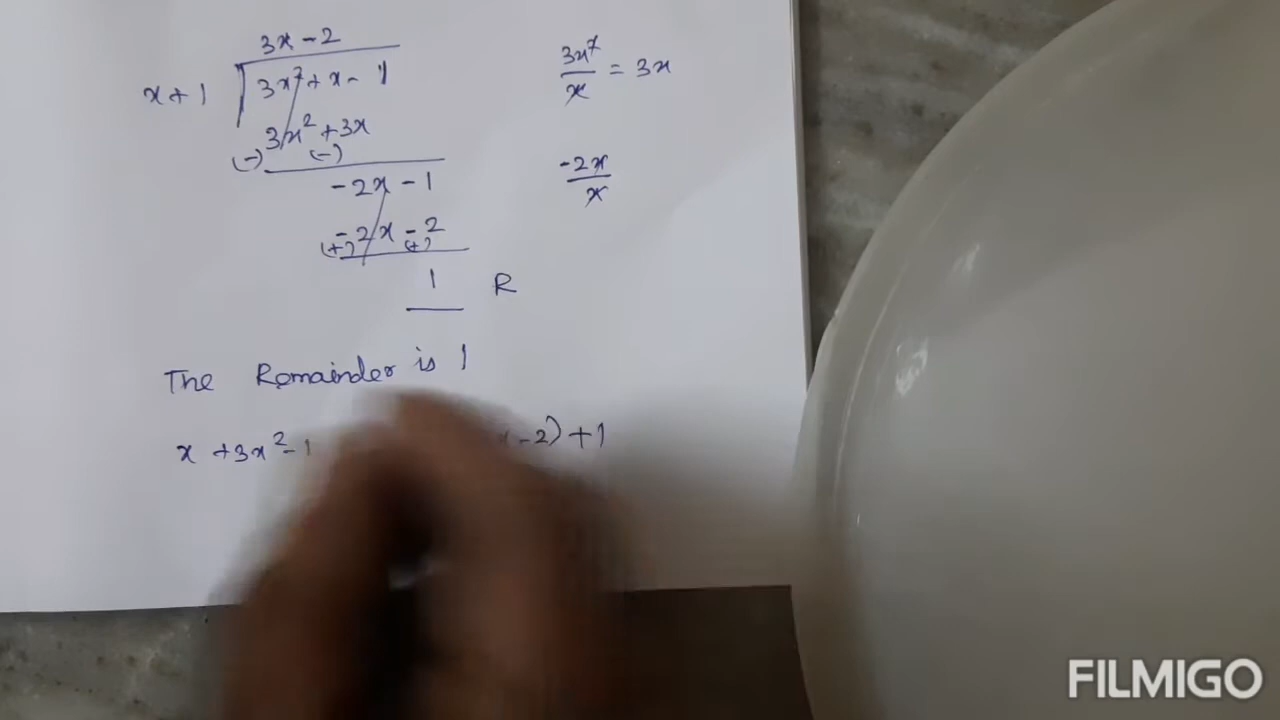 3x - 2
x + 1 3x² + x - 1
3x² + 3x
(-) (-)
-2x - 1
-2x - 2
(+) (+)
1 R
The Remainder is 1
x + 3x² - 1 - 2) + 1
3x²/x = 3x
-2x/x
FILMIGO